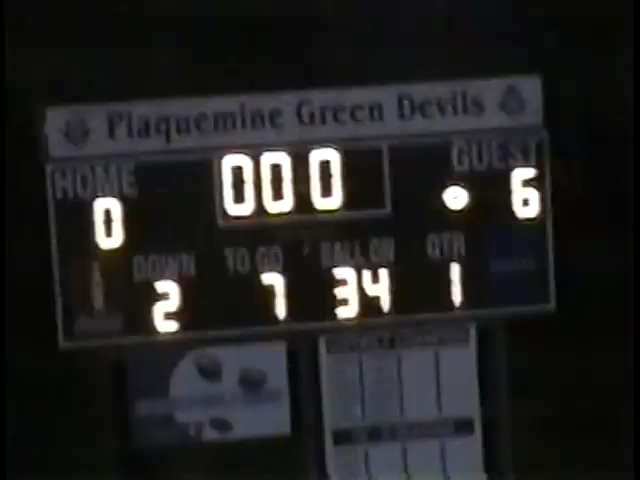 Plaquemine Green Devils
HOME 000 GUEST
0 6
DOWN TO GO BALL ON QTR
2 7 34 1